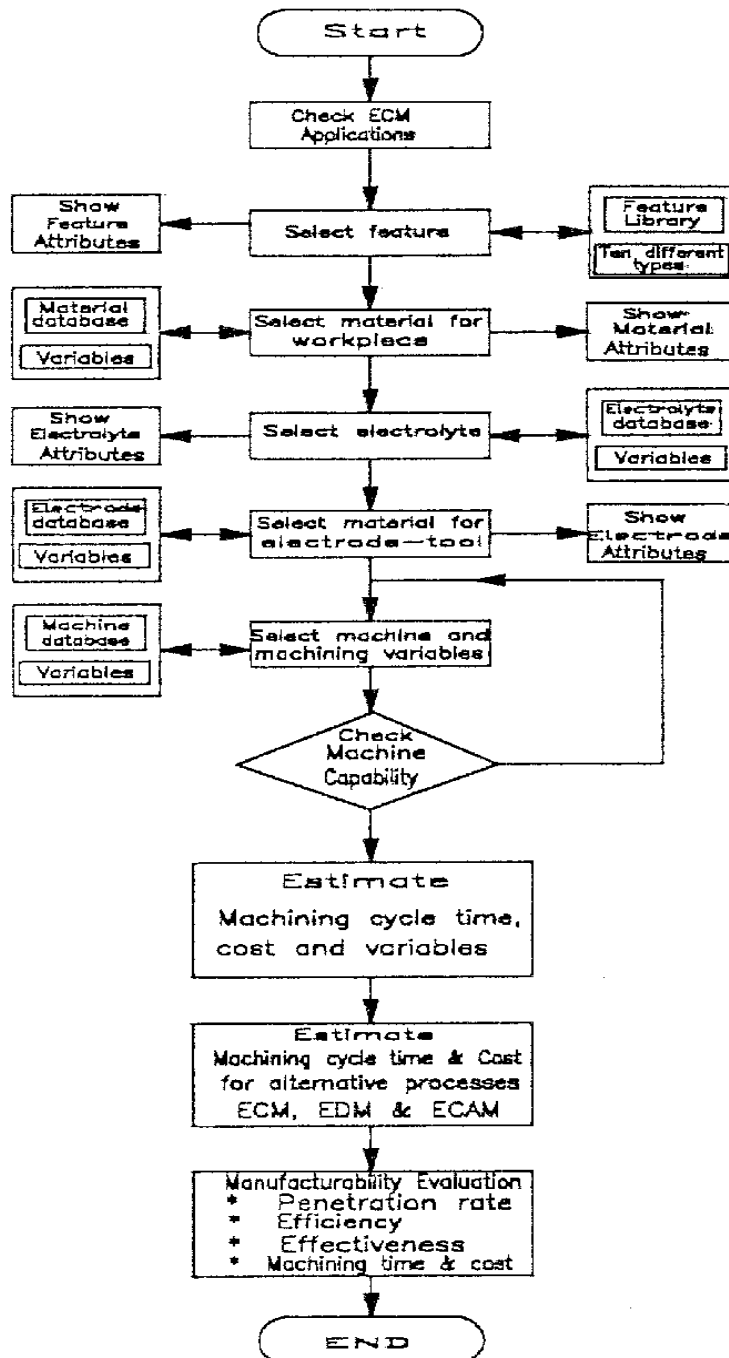 Start
Check ECM
Applications
Show
Feature
Attributes
Select feature
Feature
Library
Ten different
types
Material
database
Variables
Select material for
workpiece
Show
Material
Attributes
Show
Electrolyte
Attributes
Select electrolyte
Electrolyte
database
Variables
Electrode
database
Variables
Select material for
electrode-tool
Show
Electrode
Attributes
Machine
database
Variables
Select machine and
machining variables
Check
Machine
Capability
Estimate
Machining cycle time,
cost and variables
Estimate
Machining cycle time & Cost
for alternative processes
ECM, EDM & ECAM
Manufacturability Evaluation
* Penetration rate
* Efficiency
* Effectiveness
* Machining time & cost
END